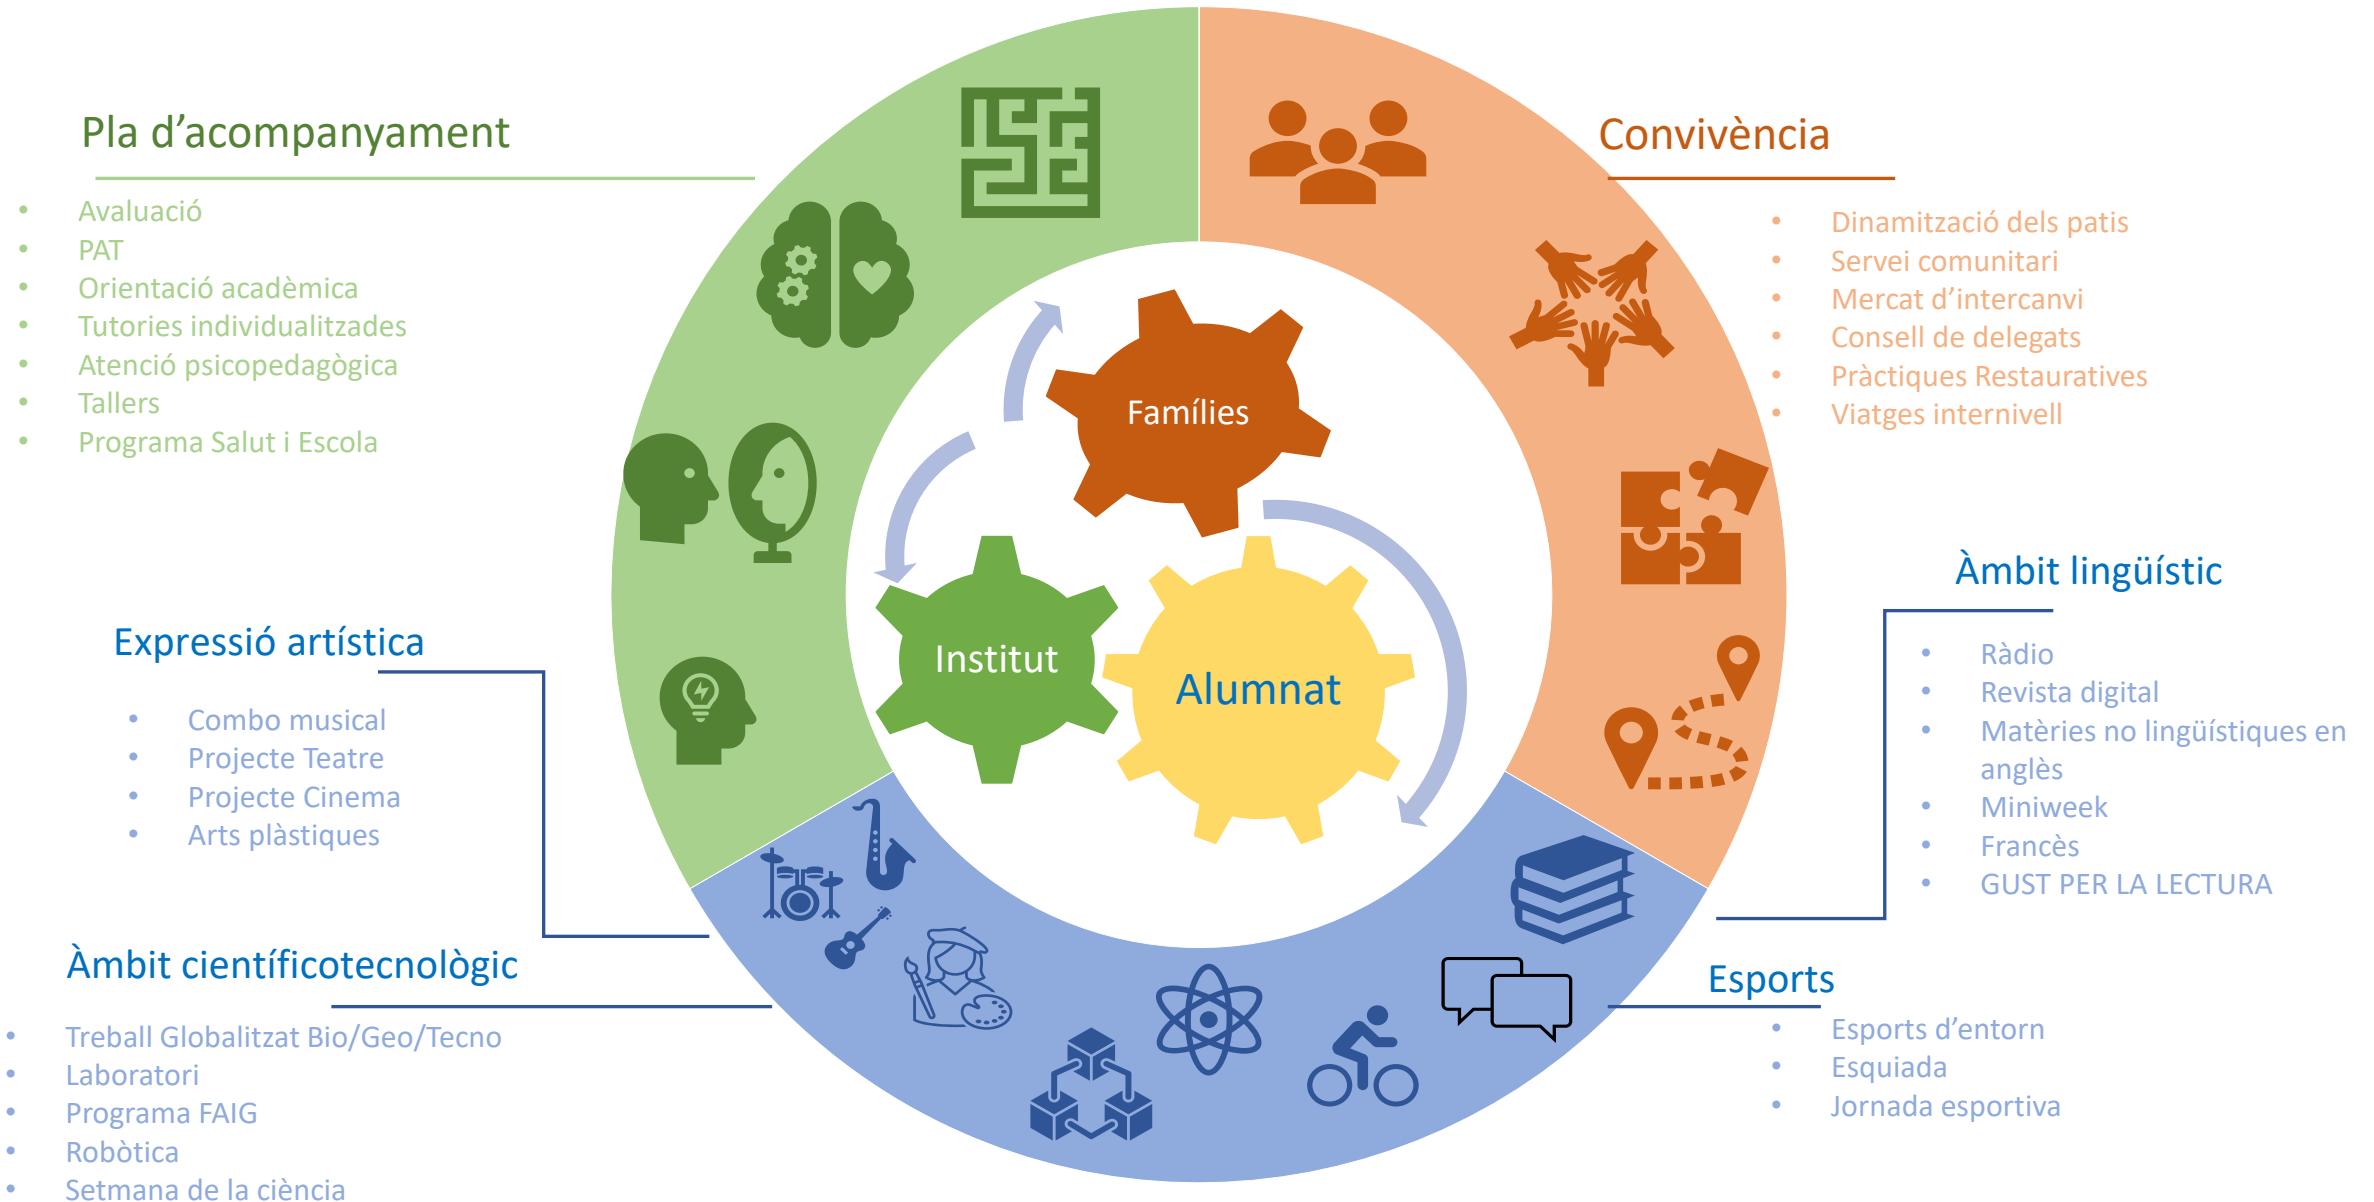 Pla d’acompanyament
• Avaluació
• PAT
• Orientació acadèmica
• Tutories individualitzades
• Atenció psicopedagògica
• Tallers
• Programa Salut i Escola
Convivència
• Dinamització dels patis
• Servei comunitari
• Mercat d’intercanvi
• Consell de delegats
• Pràctiques Restauratives
• Viatges internivell
Famílies
Institut
Alumnat
Expressió artística
• Combo musical
• Projecte Teatre
• Projecte Cinema
• Arts plàstiques
Àmbit lingüístic
• Ràdio
• Revista digital
• Matèries no lingüístiques en
anglès
• Miniweek
• Francès
• GUST PER LA LECTURA
Àmbit científicotecnològic
• Treball Globalitzat Bio/Geo/Tecno
• Laboratori
• Programa FAIG
• Robòtica
• Setmana de la ciència
Esports
• Esports d’entorn
• Esquiada
• Jornada esportiva